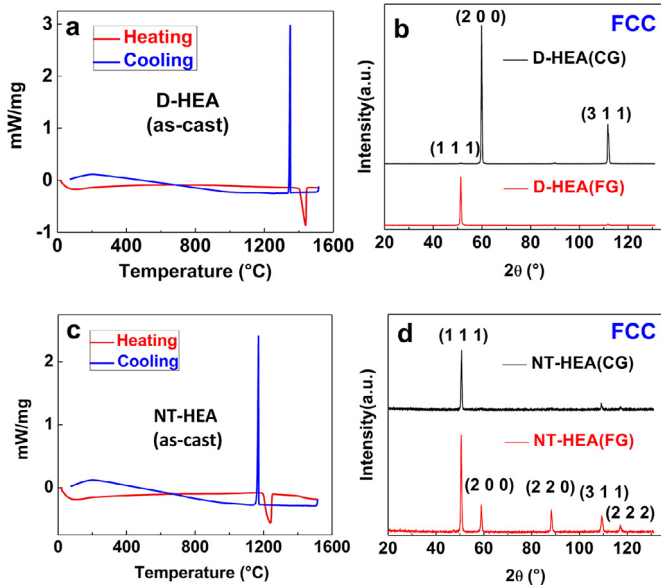 a
Heating
Cooling
D-HEA
(as-cast)
mW/mg
3
2
1
0
-1
0 400 800 1200 1600
Temperature (°C)
b
FCC
(2 0 0)
D-HEA(CG)
(3 1 1)
(1 1 1)
D-HEA(FG)
Intensity(a.u.)
20 40 60 80 100 120
2θ (°)
c
Heating
Cooling
NT-HEA
(as-cast)
mW/mg
2
1
0
0 400 800 1200 1600
Temperature (°C)
d
FCC
(1 1 1)
NT-HEA(CG)
NT-HEA(FG)
(2 0 0)
(2 2 0)
(3 1 1)
(2 2 2)
Intensity(a.u.)
20 40 60 80 100 120
2θ (°)